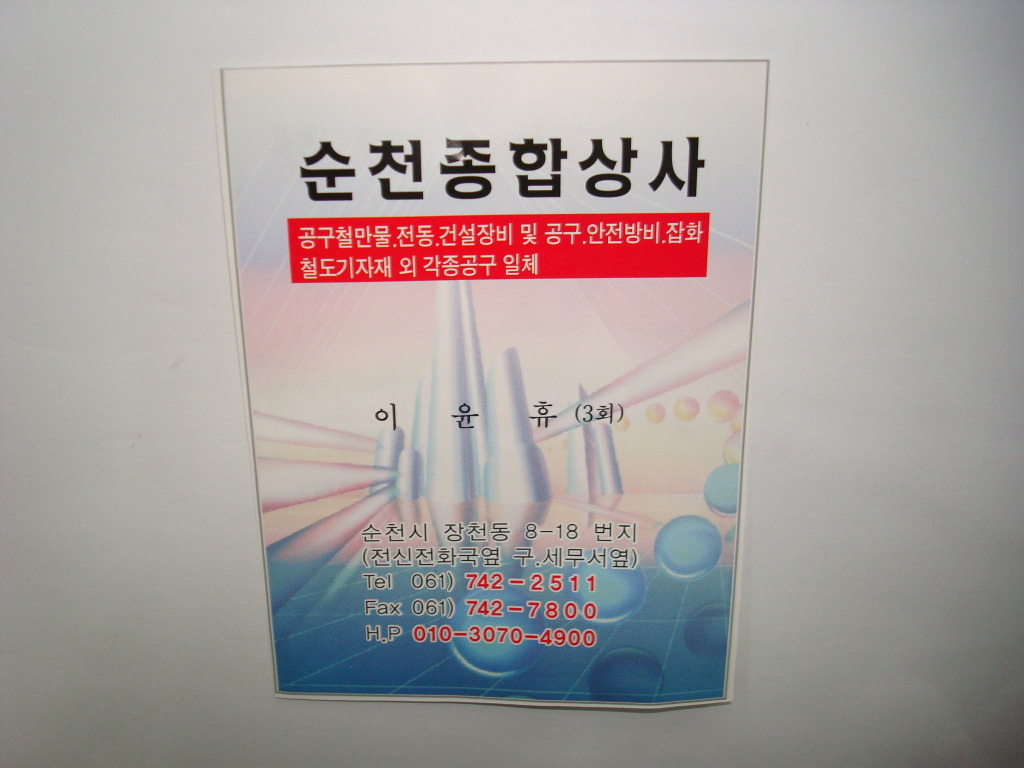 순천종합상사
공구철만물.전동.건설장비 및 공구.안전방비.잡화
철도기자재 외 각종공구 일체
이 윤 휴 (3회)
순천시 장천동 8-18 번지
(전신전화국옆 구.세무서옆)
Tel 061) 742-2511
Fax 061) 742-7800
H.P 010-3070-4900